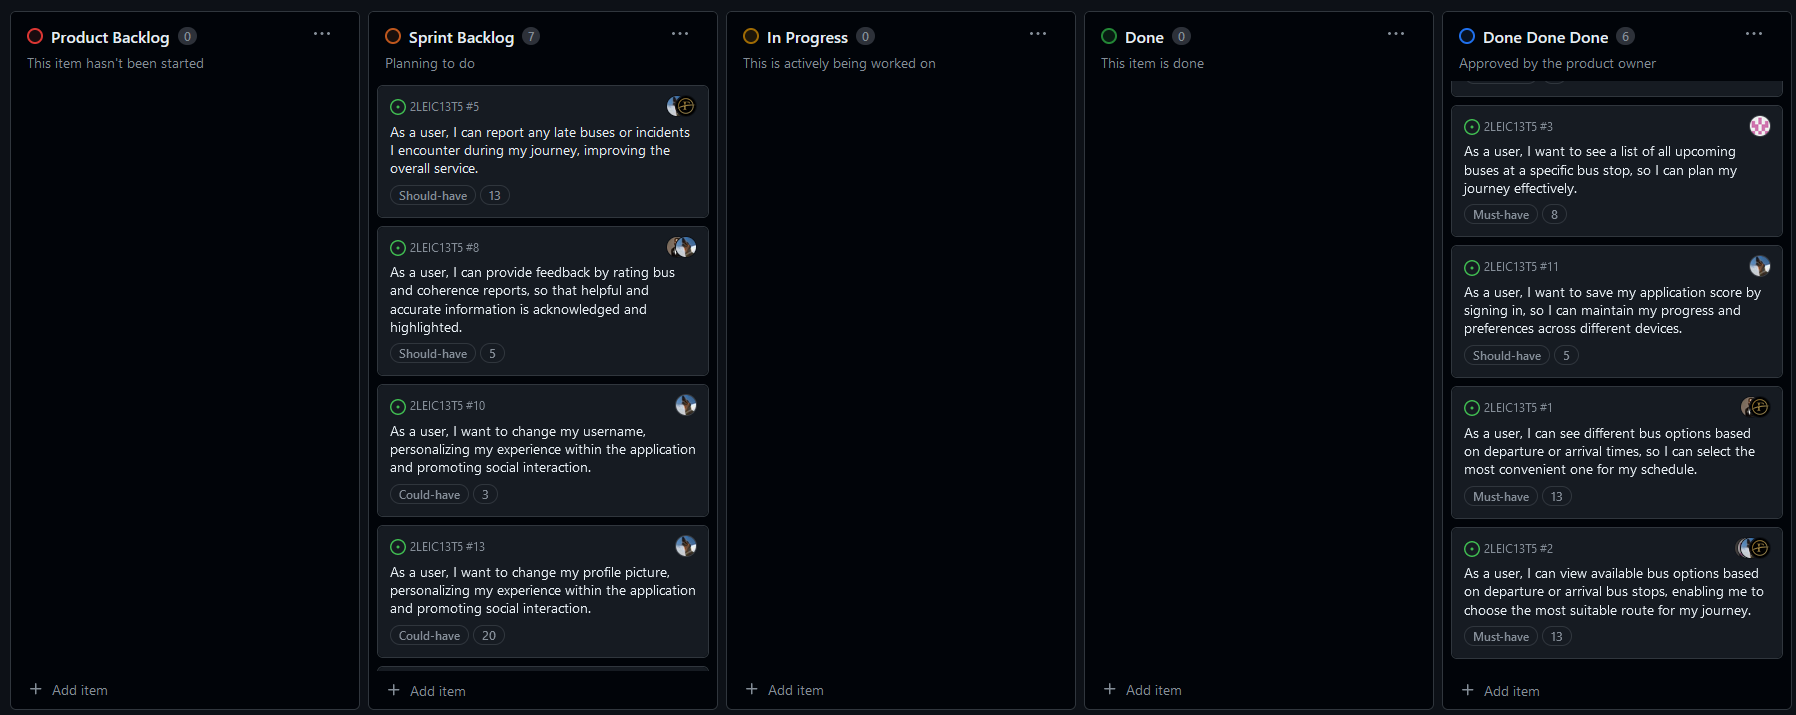 Product Backlog 0
This item hasn't been started
+ Add item
Sprint Backlog 7
Planning to do
2LEIC13T5 #5
As a user, I can report any late buses or incidents
I encounter during my journey, improving the
overall service.
Should-have 13
2LEIC13T5 #8
As a user, I can provide feedback by rating bus
and coherence reports, so that helpful and
accurate information is acknowledged and
highlighted.
Should-have 5
2LEIC13T5 #10
As a user, I want to change my username,
personalizing my experience within the application
and promoting social interaction.
Could-have 3
2LEIC13T5 #13
As a user, I want to change my profile picture,
personalizing my experience within the application
and promoting social interaction.
Could-have 20
+ Add item
In Progress 0
This is actively being worked on
+ Add item
Done 0
This item is done
+ Add item
Done Done Done 6
Approved by the product owner
2LEIC13T5 #3
As a user, I want to see a list of all upcoming
buses at a specific bus stop, so I can plan my
journey effectively.
Must-have 8
2LEIC13T5 #11
As a user, I want to save my application score by
signing in, so I can maintain my progress and
preferences across different devices.
Should-have 5
2LEIC13T5 #1
As a user, I can see different bus options based
on departure or arrival times, so I can select the
most convenient one for my schedule.
Must-have 13
2LEIC13T5 #2
As a user, I can view available bus options based
on departure or arrival bus stops, enabling me to
choose the most suitable route for my journey.
Must-have 13
+ Add item